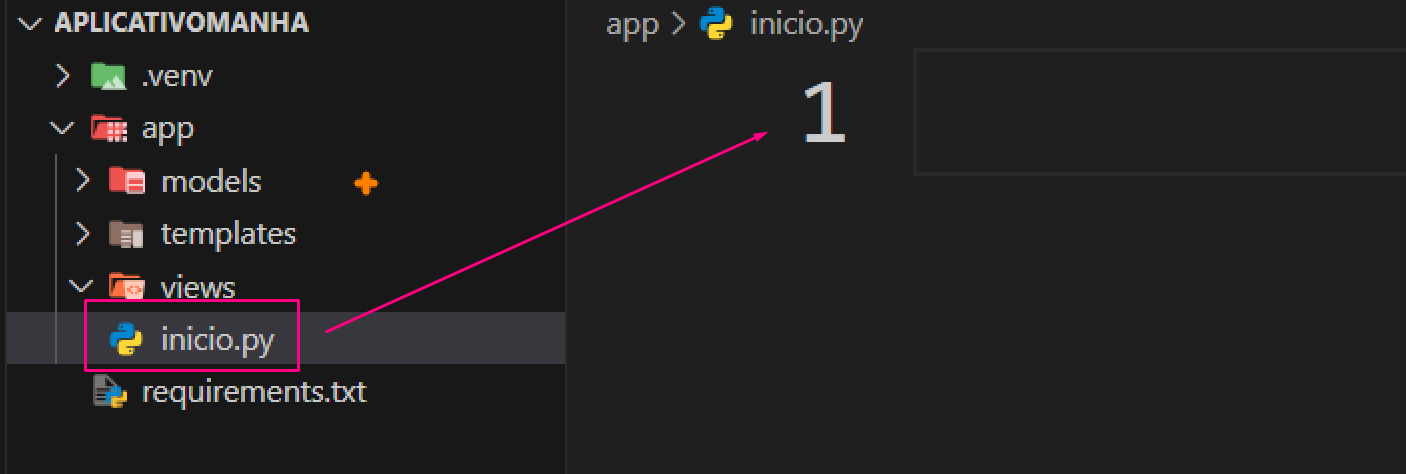 APLICATIVOMANHA
.venv
app
models
templates
views
inicio.py
requirements.txt
app > inicio.py
1